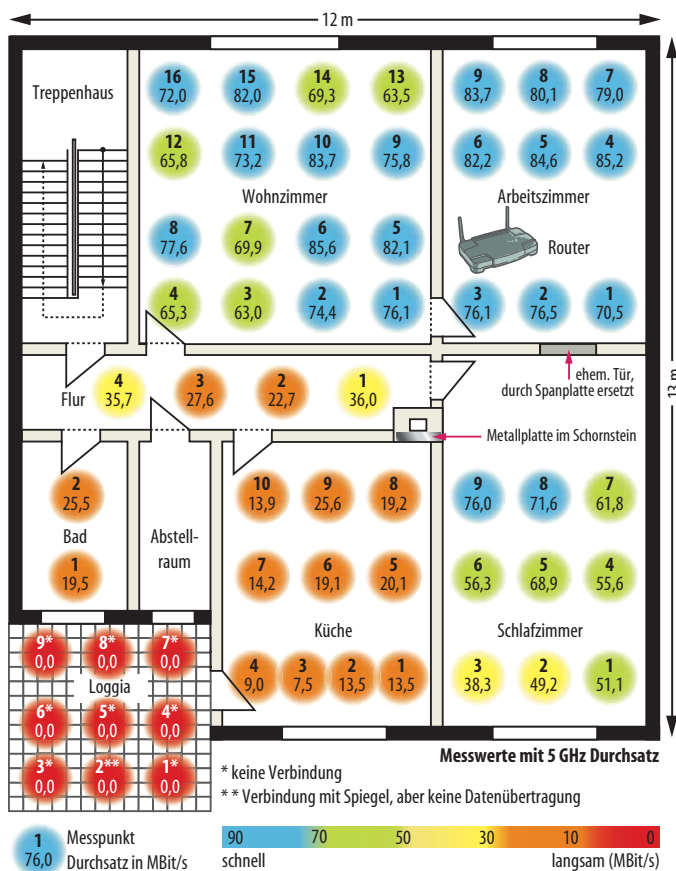 12 m
Treppenhaus
16 15 14 13
72,0 82,0 69,3 63,5
12 11 10 9
65,8 73,2 83,7 75,8
Wohnzimmer
8 7 6 5
77,6 69,9 85,6 82,1
4 3 2 1
65,3 63,0 74,4 76,1
9 8 7
83,7 80,1 79,0
6 5 4
82,2 84,6 85,2
Arbeitszimmer
Router
3 2 1
76,1 76,5 70,5
13 m
ehem. Tür,
durch Spanplatte ersetzt
Metallplatte im Schornstein
Flur
4 3 2 1
35,7 27,6 22,7 36,0
2
25,5
Bad
1
19,5
Abstell-
raum
10 9 8
13,9 25,6 19,2
7 6 5
14,2 19,1 20,1
Küche
4 3 2 1
9,0 7,5 13,5 13,5
9 8 7
76,0 71,6 61,8
6 5 4
56,3 68,9 55,6
Schlafzimmer
3 2 1
38,3 49,2 51,1
9* 8* 7*
0,0 0,0 0,0
Loggia
6* 5* 4*
0,0 0,0 0,0
3* 2** 1*
0,0 0,0 0,0
Messwerte mit 5 GHz Durchsatz
* keine Verbindung
** Verbindung mit Spiegel, aber keine Datenübertragung
1 Messpunkt
76,0 Durchsatz in MBit/s
90 70 50 30 10 0
schnell langsam (MBit/s)